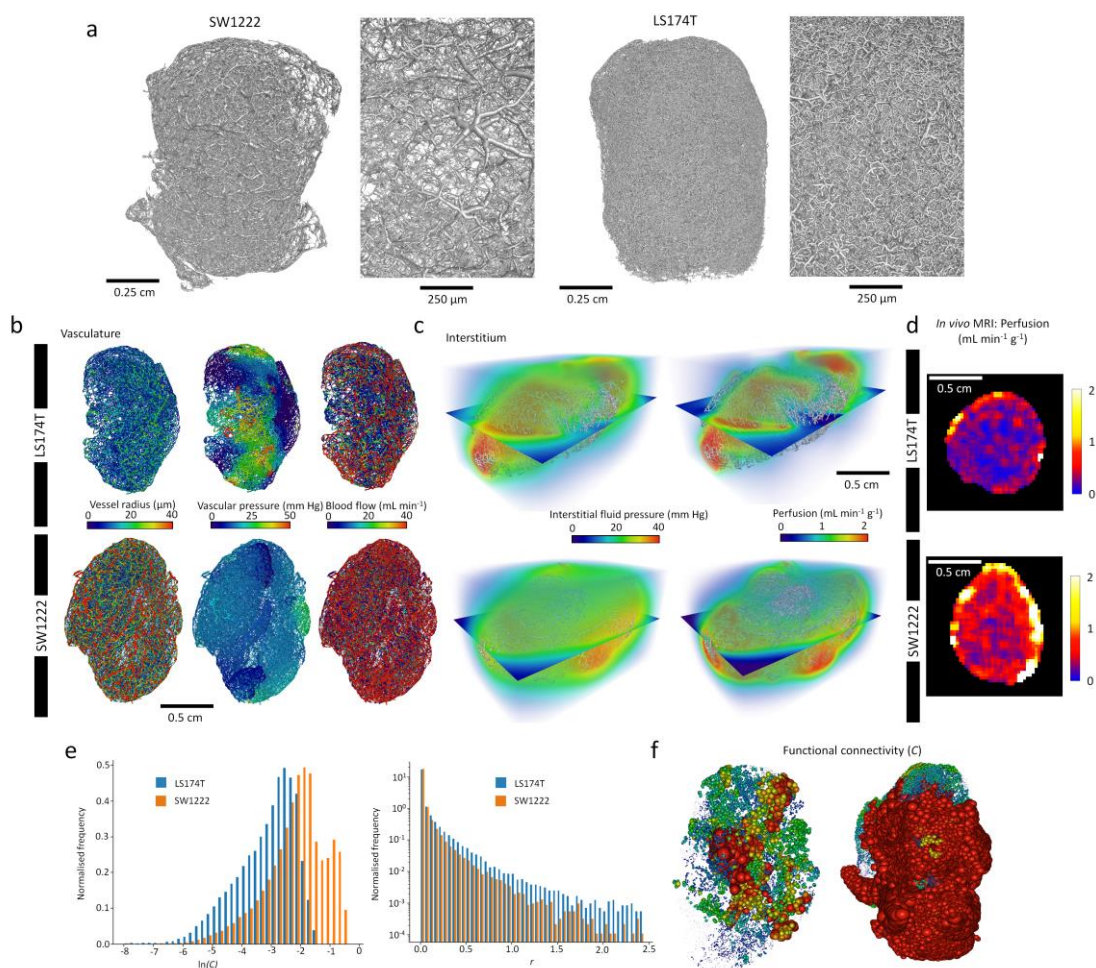 SW1222
LS174T
a
0.25 cm
250 µm
0.25 cm
250 µm
b
Vasculature
c
Interstitium
d
In vivo MRI: Perfusion
(mL min⁻¹ g⁻¹)
LS174T
0.5 cm
2
1
0
LS174T
0.5 cm
Vessel radius (µm)
0 20 40
Vascular pressure (mm Hg)
0 25 50
Blood flow (mL min⁻¹)
0 20 40
Interstitial fluid pressure (mm Hg)
0 20 40
Perfusion (mL min⁻¹ g⁻¹)
0 1 2
SW1222
0.5 cm
SW1222
0.5 cm
2
1
0
e
LS174T
SW1222
Normalised frequency
0.5
0.4
0.3
0.2
0.1
0.0
-8 -7 -6 -5 -4 -3 -2 -1 0
ln(C)
LS174T
SW1222
Normalised frequency
10¹
10⁰
10⁻¹
10⁻²
10⁻³
10⁻⁴
0.0 0.5 1.0 1.5 2.0 2.5
r
f
Functional connectivity (C)